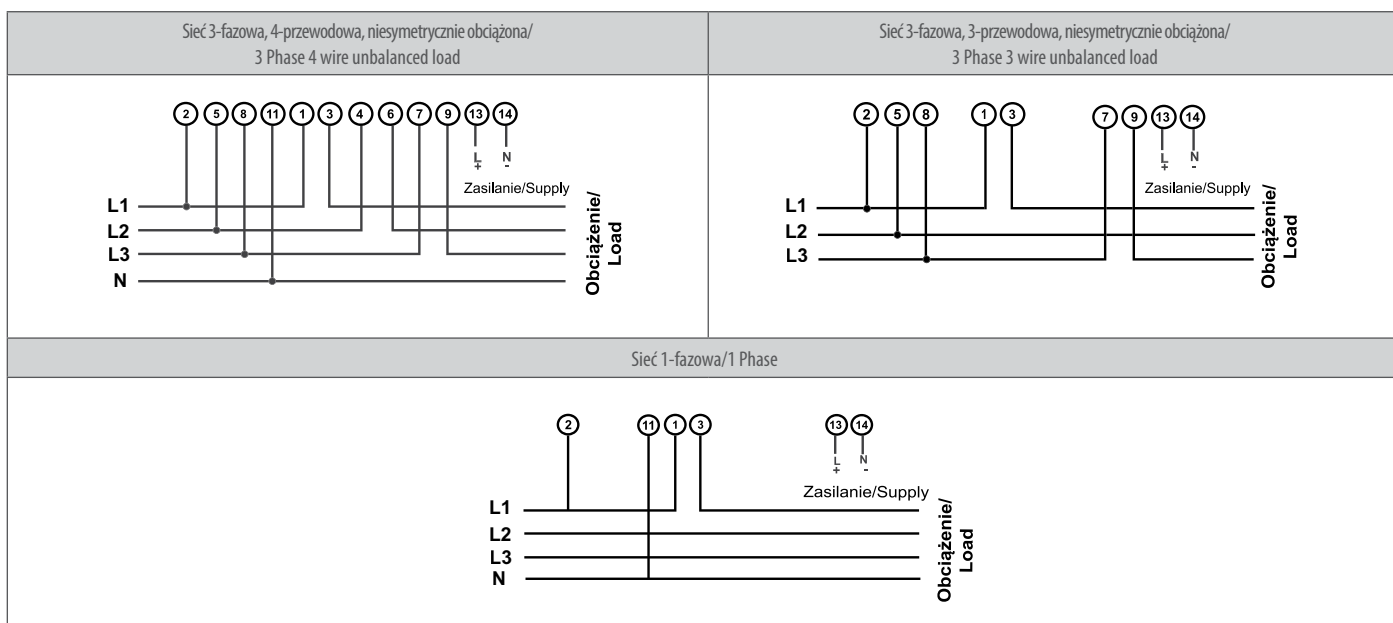 Sieć 3-fazowa, 4-przewodowa, niesymetrycznie obciążona/
3 Phase 4 wire unbalanced load
2 5 8 11 1 3 4 6 7 9 13 14
L + N -
Zasilanie/Supply
L1
L2
L3
N
Obciążenie/
Load
Sieć 3-fazowa, 3-przewodowa, niesymetrycznie obciążona/
3 Phase 3 wire unbalanced load
2 5 8 1 3 7 9 13 14
L + N -
Zasilanie/Supply
L1
L2
L3
Obciążenie/
Load
Sieć 1-fazowa/1 Phase
2 11 1 3 13 14
L + N -
Zasilanie/Supply
L1
L2
L3
N
Obciążenie/
Load